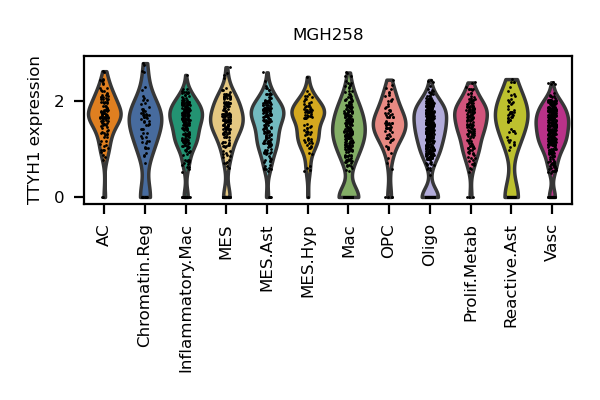 MGH258
TTYH1 expression
2
0
AC
Chromatin.Reg
Inflammatory.Mac
MES
MES.Ast
MES.Hyp
Mac
OPC
Oligo
Prolif.Metab
Reactive.Ast
Vasc